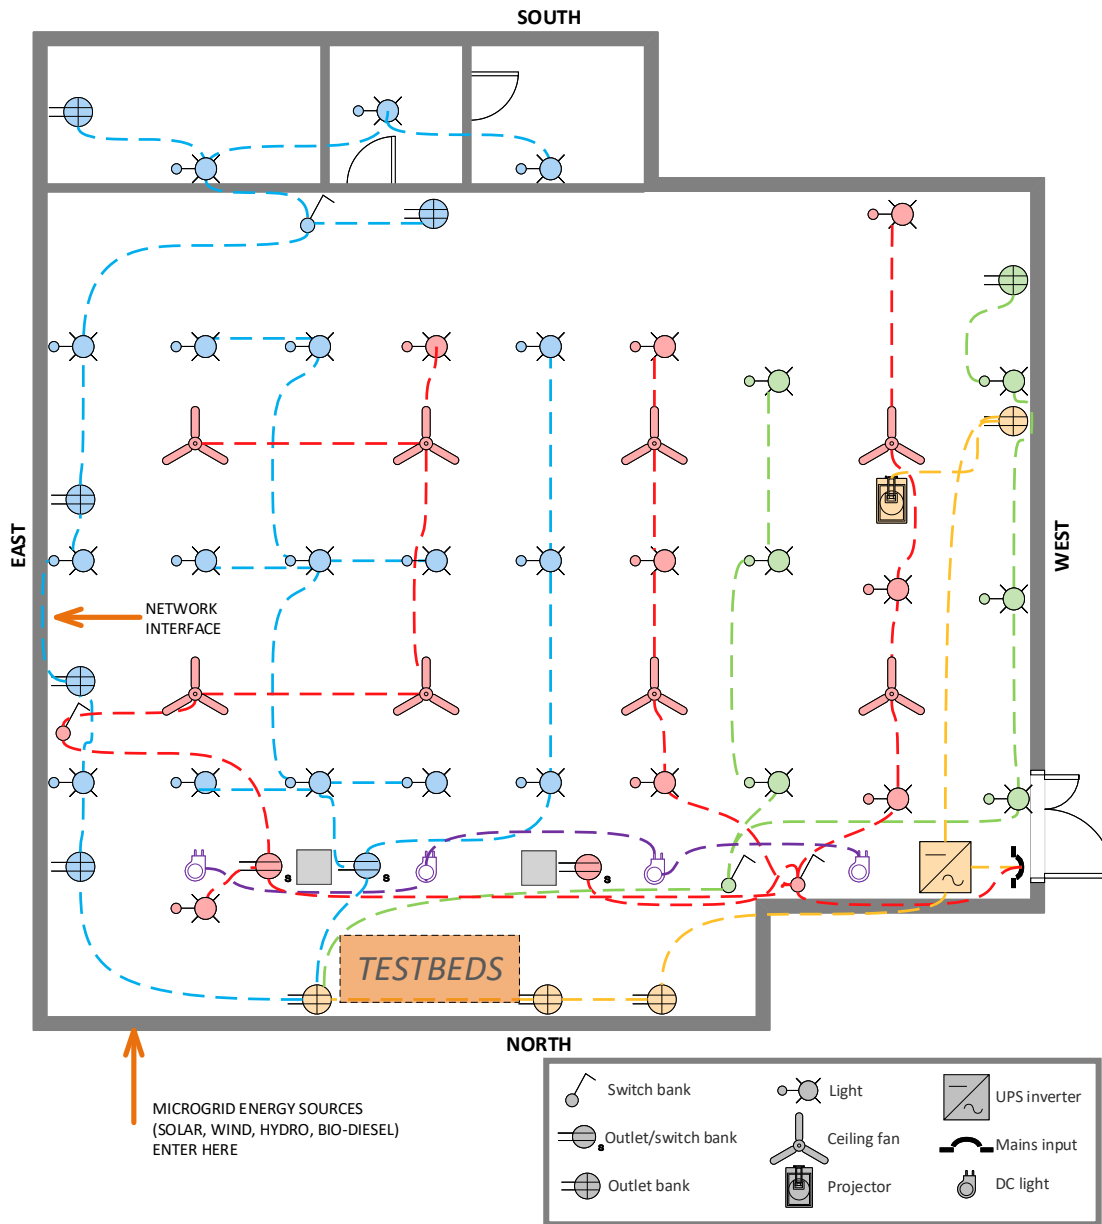 SOUTH
EAST
WEST
NETWORK
INTERFACE
s
s
s
TESTBEDS
NORTH
MICROGRID ENERGY SOURCES
(SOLAR, WIND, HYDRO, BIO-DIESEL)
ENTER HERE
Switch bank
Light
UPS inverter
Outlet/switch bank
s
Ceiling fan
Mains input
Outlet bank
Projector
DC light